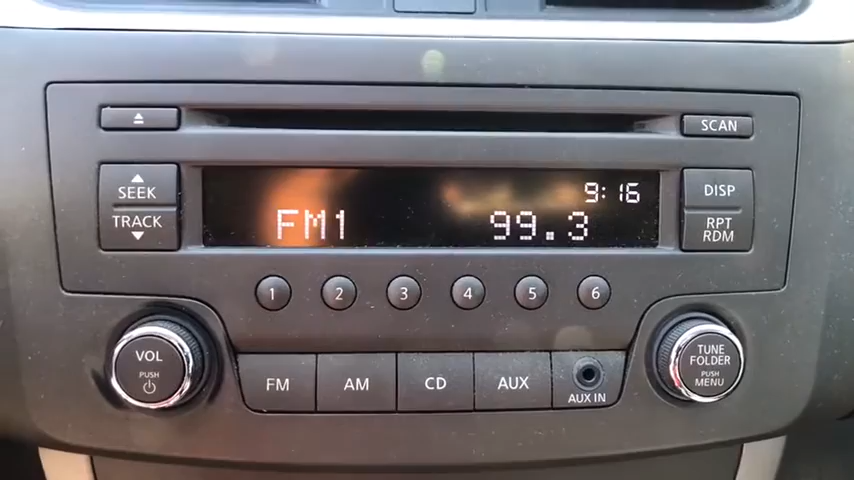 SCAN
SEEK
TRACK
9:16
FM1
99.3
DISP
RPT
RDM
1 2 3 4 5 6
VOL
PUSH
FM
AM
CD
AUX
AUX IN
TUNE
FOLDER
PUSH
MENU